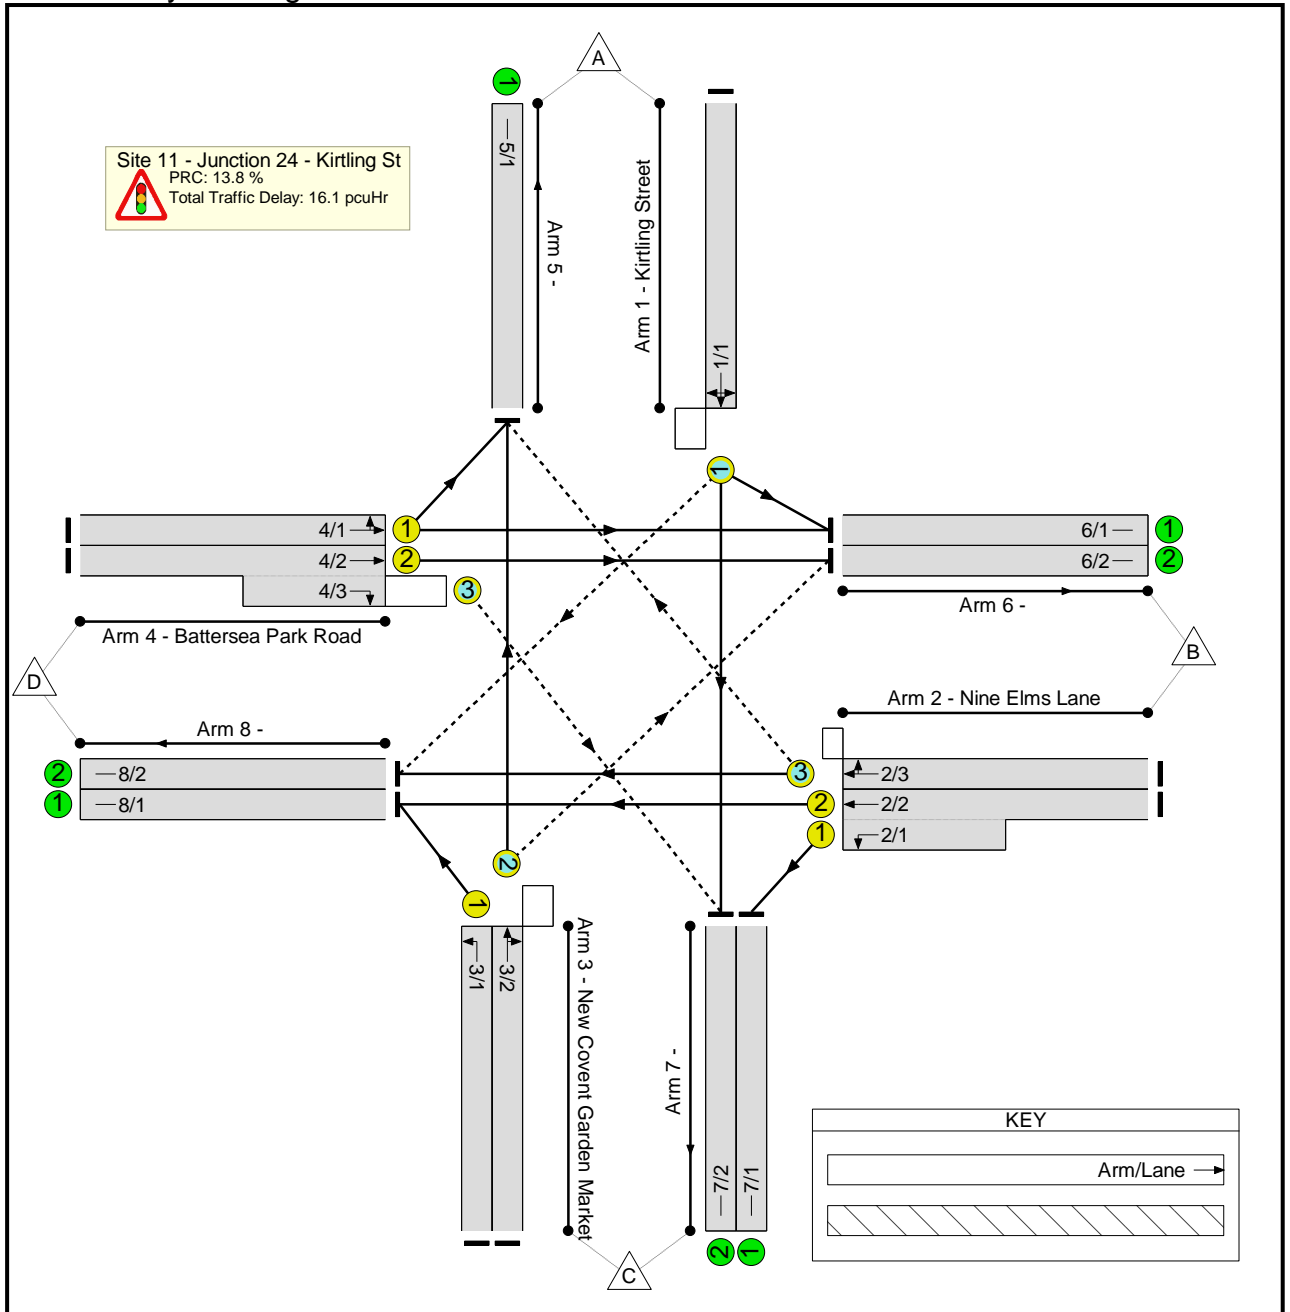 A
1
Site 11 - Junction 24 - Kirtling St
PRC: 13.8 %
Total Traffic Delay: 16.1 pcuHr
5/1
Arm 5 -
Arm 1 - Kirtling Street
1/1
1
4/1
1
6/1
1
4/2
2
6/2
2
4/3
3
Arm 6 -
Arm 4 - Battersea Park Road
B
D
Arm 2 - Nine Elms Lane
Arm 8 -
2
8/2
3
2/3
1
8/1
2
2/2
1
2/1
2
1
3/1
3/2
Arm 3 - New Covent Garden Market
Arm 7 -
7/2
7/1
KEY
Arm/Lane
2
1
C